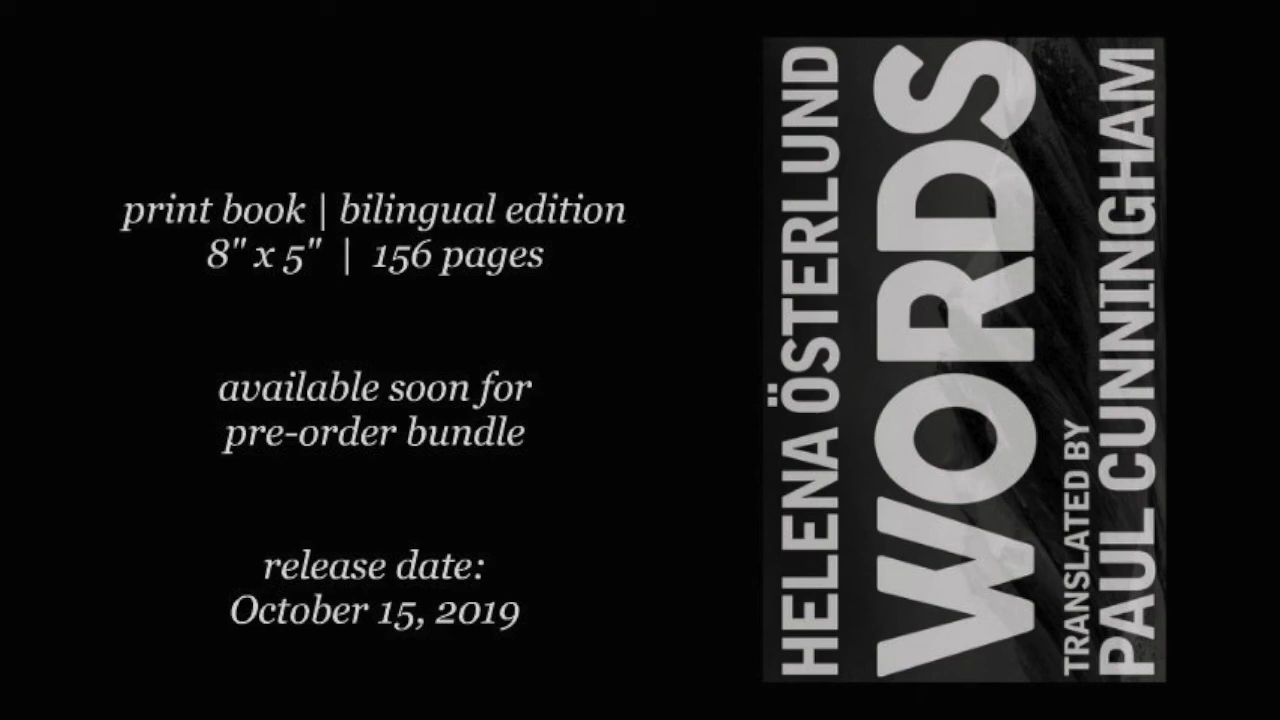 print book | bilingual edition
8" x 5" | 156 pages
available soon for
pre-order bundle
release date:
October 15, 2019
HELENA ÖSTERLUND
WORDS
TRANSLATED BY
PAUL CUNNINGHAM